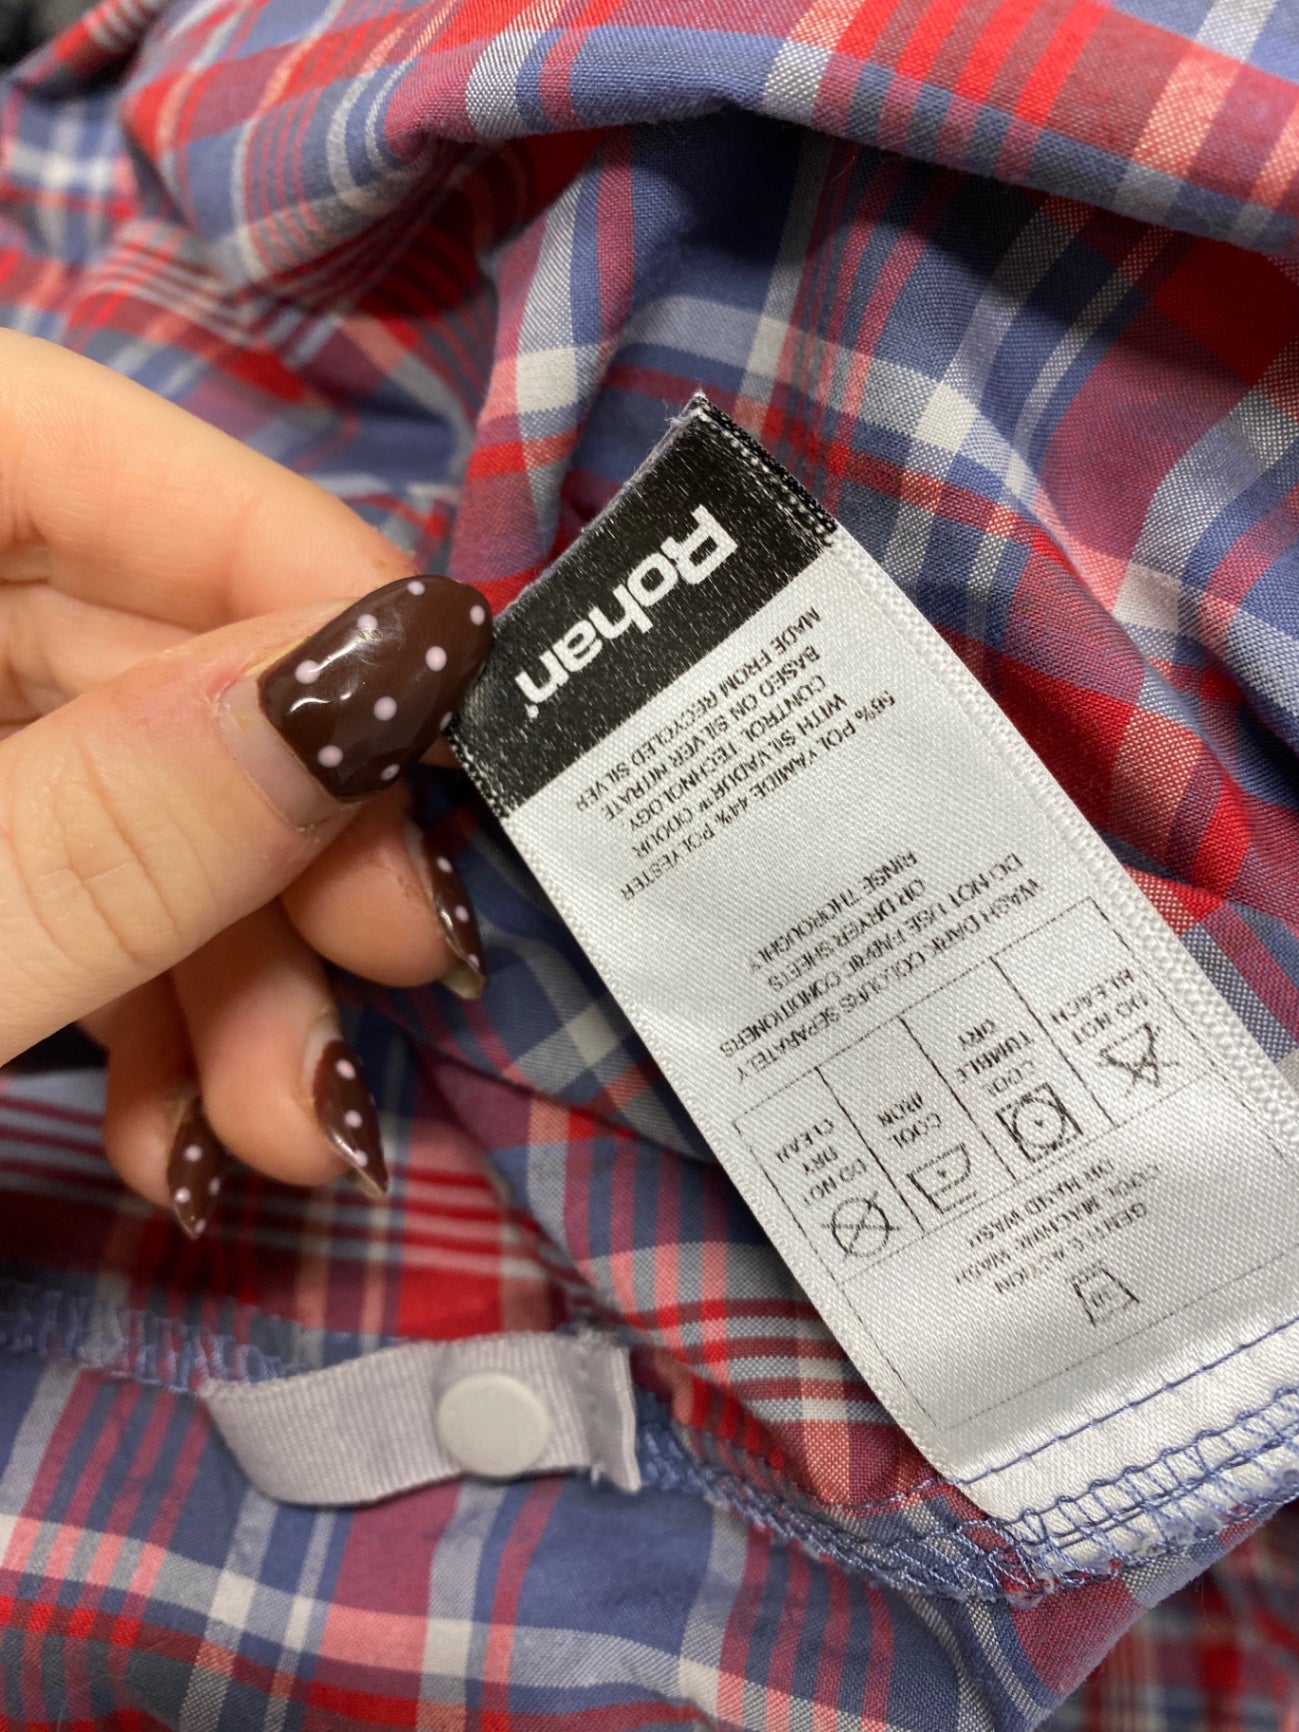 GENTLE ACTION
COOL MACHINE WASH
OR HAND WASH
DO NOT
BLEACH
COOL
TUMBLE
DRY
COOL
IRON
DO NOT
DRY
CLEAN
WASH DARK COLOURS SEPARATELY
DO NOT USE FABRIC CONDITIONERS
OR DRYER SHEETS
RINSE THOROUGHLY
56% POLYAMIDE 44% POLYESTER
WITH SILVADUR™ ODOUR
CONTROL TECHNOLOGY
BASED ON SILVER NITRATE
MADE FROM RECYCLED SILVER
Rohan